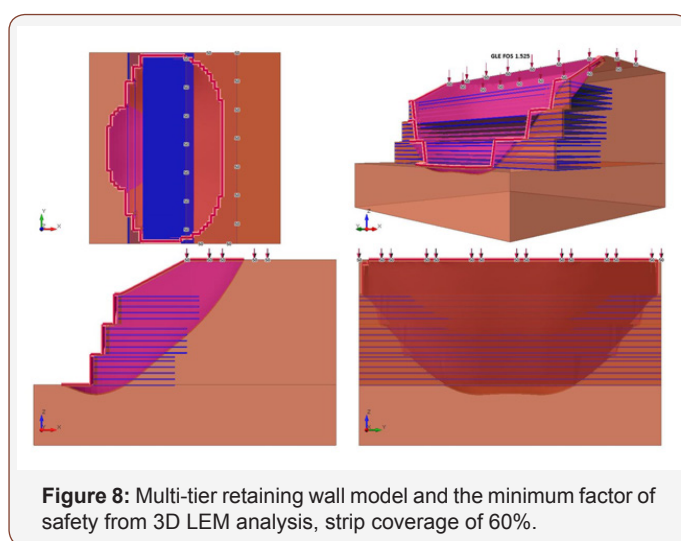 GLE FOS 1.525
Y
X
Z
X
Z
X
Z
Y
Figure 8: Multi-tier retaining wall model and the minimum factor of
safety from 3D LEM analysis, strip coverage of 60%.